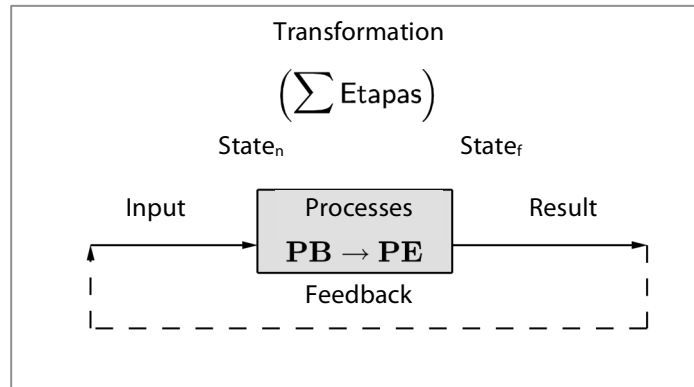 Transformation
(∑ Etapas)
Stateₙ State_f
Input Processes Result
PB → PE
Feedback